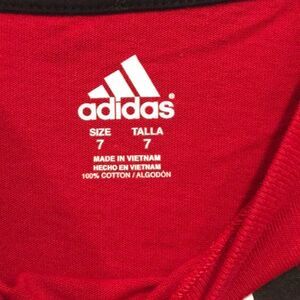 adidas
SIZE TALLA
7 7
MADE IN VIETNAM
HECHO EN VIETNAM
100% COTTON / ALGODÓN